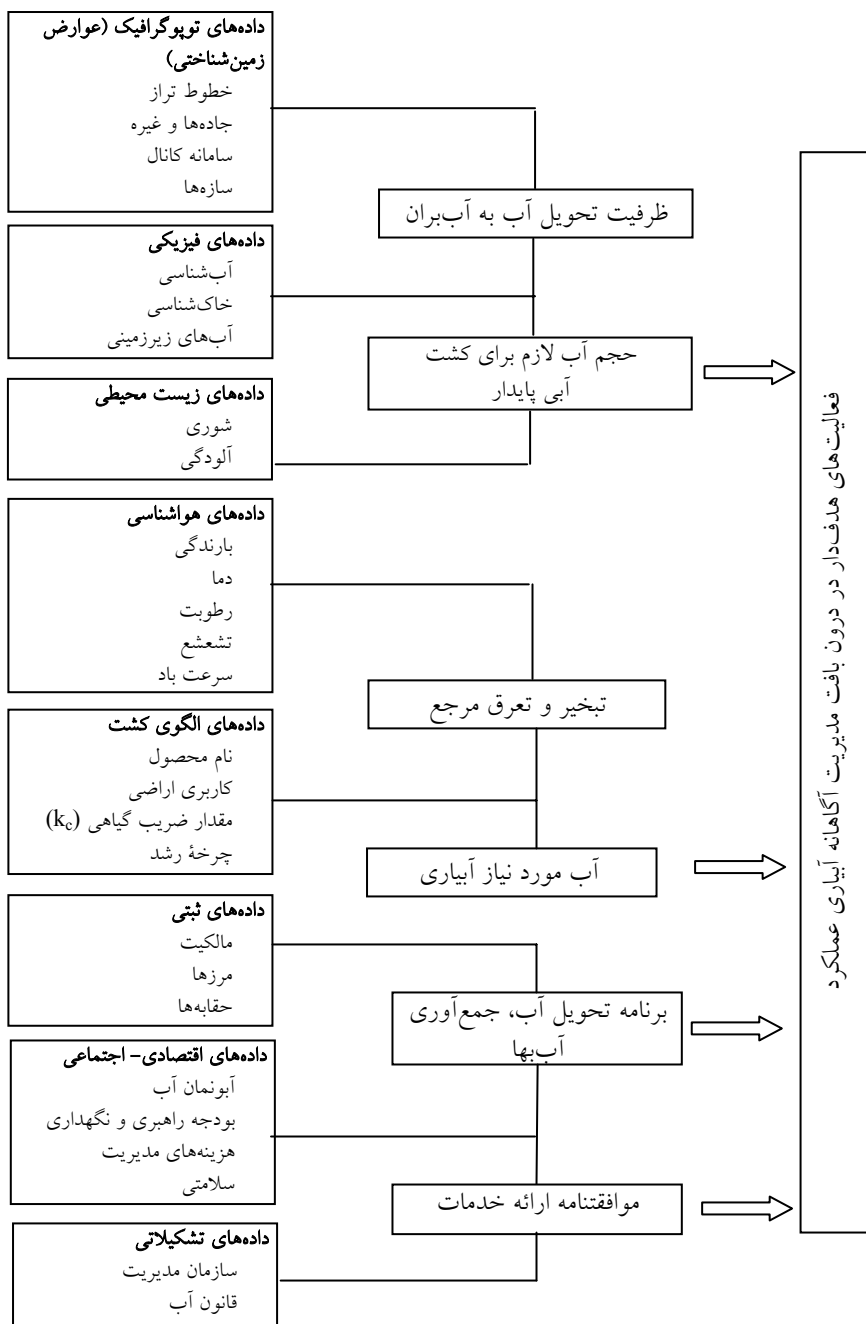 داده‌های توپوگرافیک (عوارض
زمین‌شناختی)
خطوط تراز
جاده‌ها و غیره
سامانه کانال
سازه‌ها
ظرفیت تحویل آب به آب‌بران
داده‌های فیزیکی
آب‌شناسی
خاک‌شناسی
آب‌های زیرزمینی
حجم آب لازم برای کشت
آبی پایدار
داده‌های زیست محیطی
شوری
آلودگی
داده‌های هواشناسی
بارندگی
دما
رطوبت
تشعشع
سرعت باد
تبخیر و تعرق مرجع
داده‌های الگوی کشت
نام محصول
کاربری اراضی
مقدار ضریب گیاهی (kc)
چرخهٔ رشد
آب مورد نیاز آبیاری
داده‌های ثبتی
مالکیت
مرزها
حقابه‌ها
برنامه تحویل آب، جمع‌آوری
آب‌بها
داده‌های اقتصادی- اجتماعی
آبونمان آب
بودجه راهبری و نگهداری
هزینه‌های مدیریت
سلامتی
موافقتنامه ارائه خدمات
داده‌های تشکیلاتی
سازمان مدیریت
قانون آب
فعالیت‌های هدف‌دار در درون بافت مدیریت آگاهانه آبیاری عملکرد